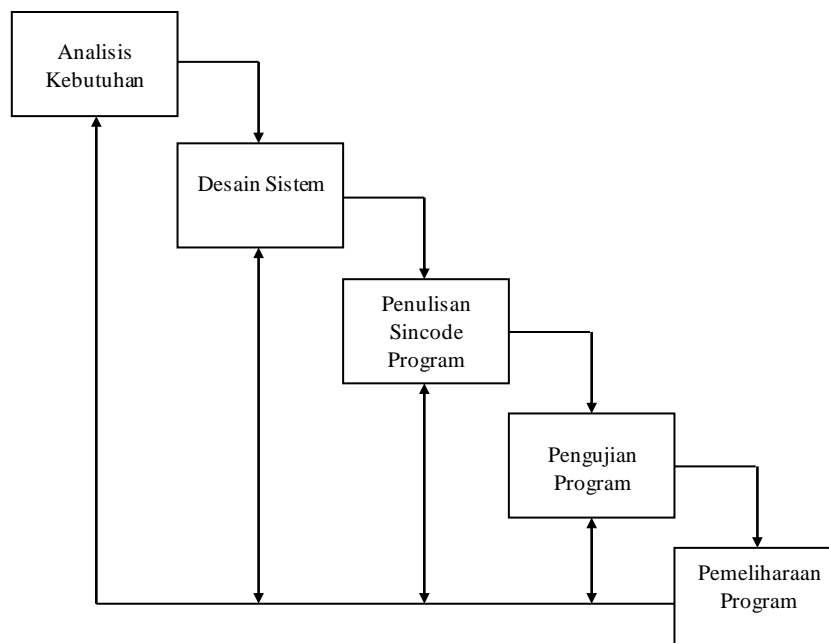 Analisis
Kebutuhan
Desain Sistem
Penulisan
Sincode
Program
Pengujian
Program
Pemeliharaan
Program